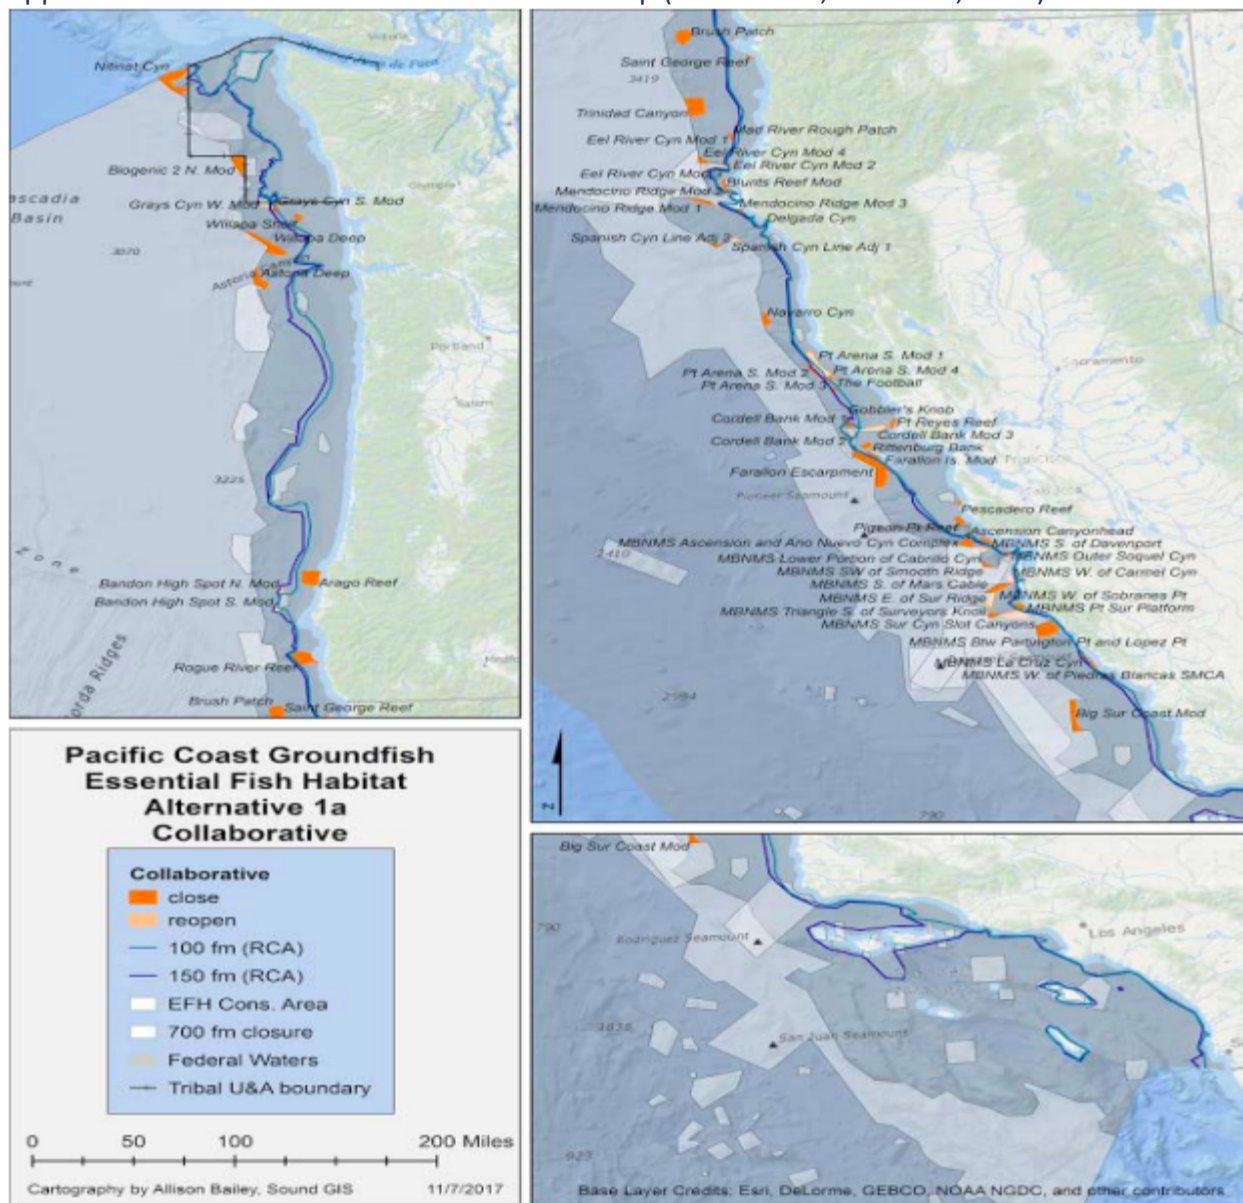 Victoria
Nitinat Cyn
Biogenic 2 N. Mod
Olympia
Cascadia
Basin
Grays Cyn W. Mod
Grays Cyn S. Mod
Willapa Deep
3070
Astoria Canyon
Astoria Deep
Portland
Salem
3225
Zone
Bandon High Spot N. Mod
Arago Reef
Bandon High Spot S. Mod
Rogue River Reef
Brush Patch
Saint George Reef
Brush Patch
Saint George Reef
3419
Trinidad Canyon
Mad River Rough Patch
Eel River Cyn Mod 1
Eel River Cyn Mod 4
Eel River Cyn Mod 2
Eel River Cyn Mod
Blunts Reef Mod
Mendocino Ridge Mod 2
Mendocino Ridge Mod 3
Mendocino Ridge Mod 1
Delgada Cyn
Spanish Cyn Line Adj 2
Spanish Cyn Line Adj 1
Navarro Cyn
Pt Arena S. Mod 1
Sacramento
Pt Arena S. Mod 2
Pt Arena S. Mod 4
Pt Arena S. Mod 3
The Football
Gobbler's Knob
Cordell Bank Mod
Pt Reyes Reef
Cordell Bank Mod 3
Cordell Bank Mod 2
Rittenburg Bank
Farallon Is. Mod
Farallon Escarpment
Pioneer Seamount
Pescadero Reef
Pigeon Pt Reef
Ascension Canyonhead
MBNMS Ascension and Ano Nuevo Cyn Complex
MBNMS S. of Davenport
2410
MBNMS Lower Portion of Cabrillo Cyn
MBNMS Outer Soquel Cyn
MBNMS SW of Smooth Ridge
MBNMS W. of Carmel Cyn
MBNMS S. of Mars Cable
MBNMS E. of Sur Ridge
MBNMS W. of Sobranes Pt
MBNMS Triangle S. of Surveyors Knoll
MBNMS Pt Sur Platform
MBNMS Sur Cyn Slot Canyons
MBNMS Btw Partington Pt and Lopez Pt
MBNMS La Cruz Cyn
MBNMS W. of Piedras Blancas SMCA
2984
Big Sur Coast Mod
N
790
Pacific Coast Groundfish
Essential Fish Habitat
Alternative 1a
Collaborative
Collaborative
close
reopen
100 fm (RCA)
150 fm (RCA)
EFH Cons. Area
700 fm closure
Federal Waters
Tribal U&A boundary
0 50 100 200 Miles
Cartography by Allison Bailey, Sound GIS 11/7/2017
Big Sur Coast Mod
790
Rodriguez Seamount
Los Angeles
3838
San Juan Seamount
923
Base Layer Credits: Esri, DeLorme, GEBCO, NOAA NGDC, and other contributors